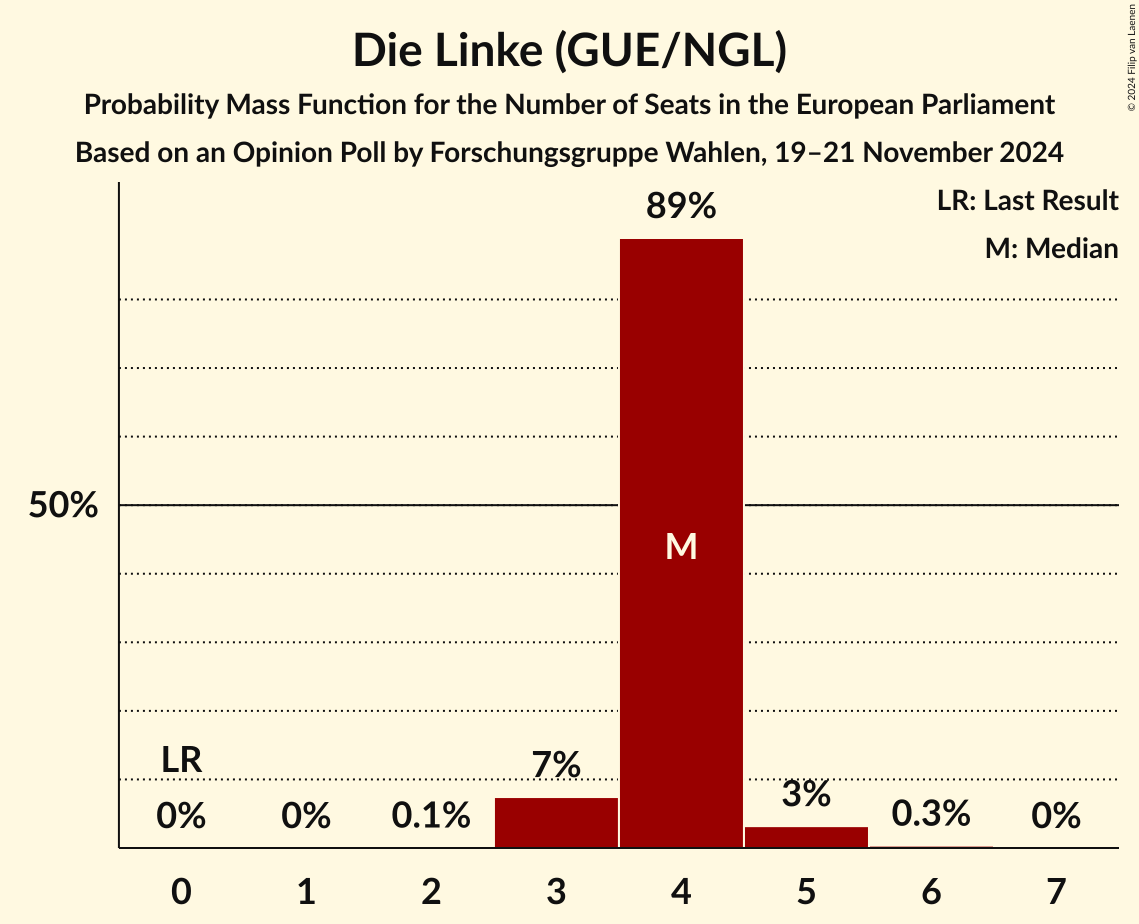 Die Linke (GUE/NGL)
Probability Mass Function for the Number of Seats in the European Parliament
Based on an Opinion Poll by Forschungsgruppe Wahlen, 19–21 November 2024
© 2024 Filip van Laenen
LR: Last Result
M: Median
89%
50%
M
LR
0%
0%
0.1%
7%
3%
0.3%
0%
0 1 2 3 4 5 6 7